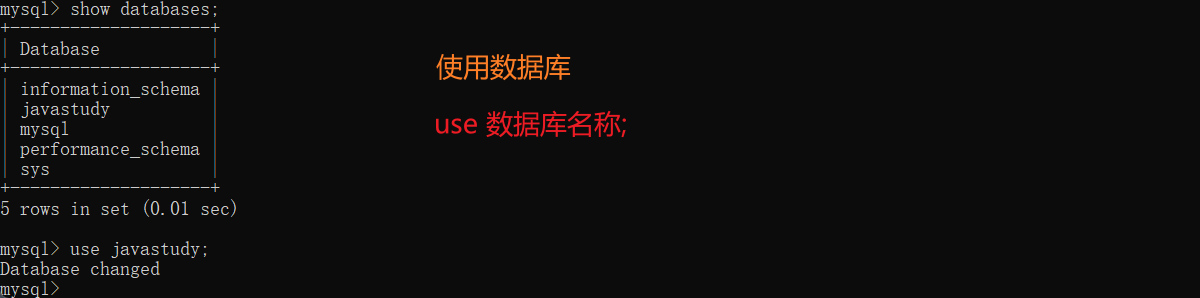 mysql> show databases;
+--------------------+
| Database           |
+--------------------+
| information_schema |
| javastudy          |
| mysql              |
| performance_schema |
| sys                |
+--------------------+
5 rows in set (0.01 sec)
mysql> use javastudy;
Database changed
mysql>
使用数据库
use 数据库名称;